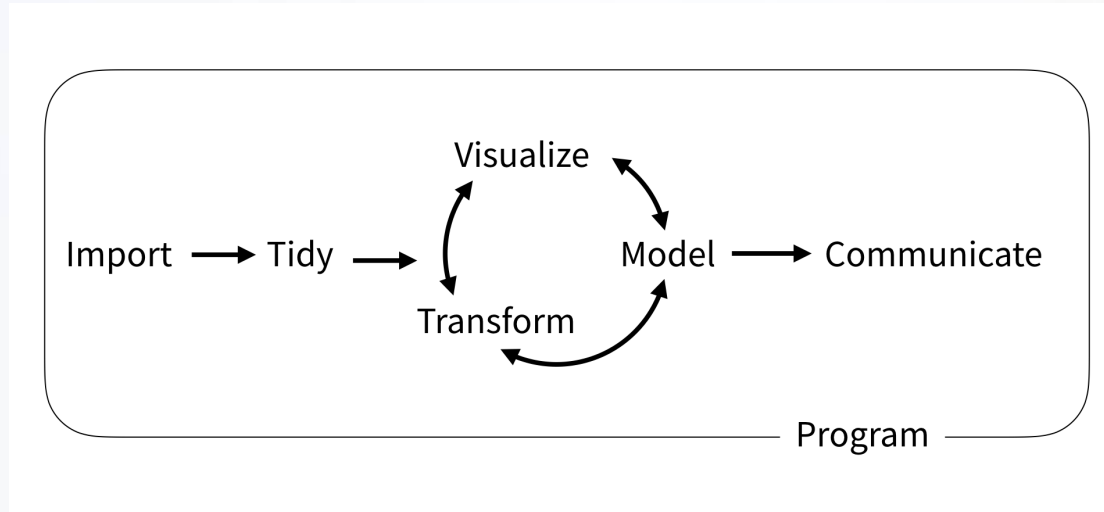 Visualize
Import
Tidy
Model
Communicate
Transform
Program